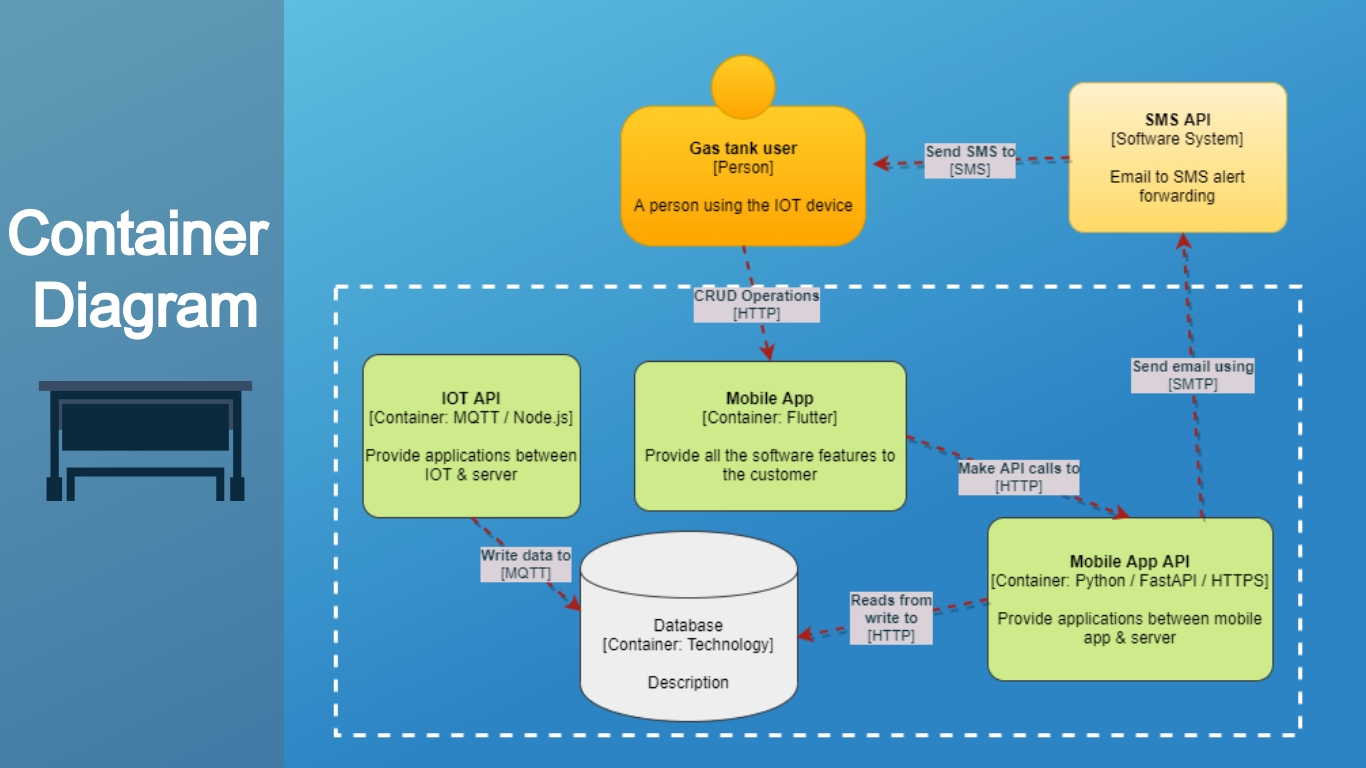 Container
Diagram
Gas tank user
[Person]
A person using the IOT device
Send SMS to
[SMS]
SMS API
[Software System]
Email to SMS alert
forwarding
CRUD Operations
[HTTP]
Send email using
[SMTP]
IOT API
[Container: MQTT / Node.js]
Provide applications between
IOT & server
Mobile App
[Container: Flutter]
Provide all the software features to
the customer
Make API calls to
[HTTP]
Write data to
[MQTT]
Database
[Container: Technology]
Description
Reads from
write to
[HTTP]
Mobile App API
[Container: Python / FastAPI / HTTPS]
Provide applications between mobile
app & server